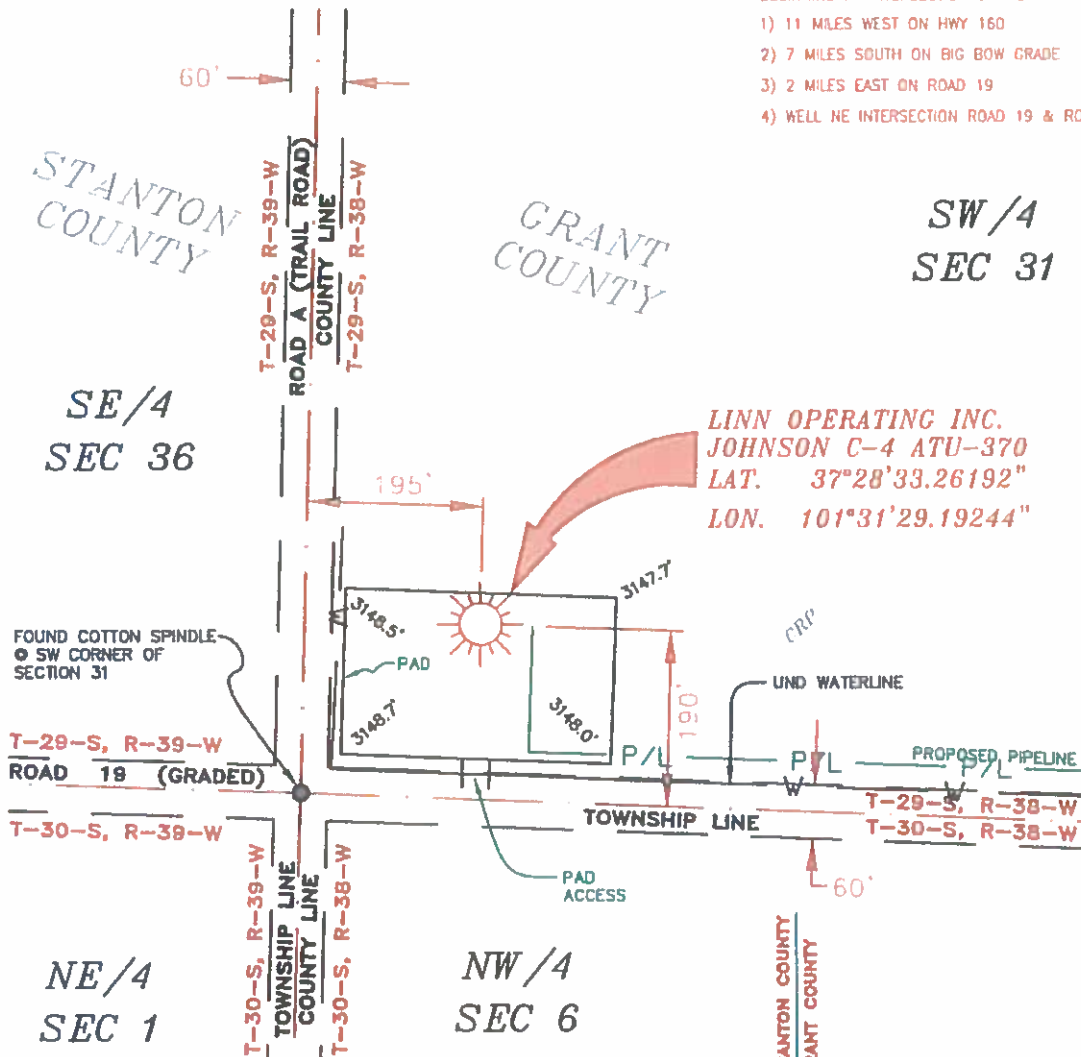 1) 11 MILES WEST ON HWY 160
2) 7 MILES SOUTH ON BIG BOW GRADE
3) 2 MILES EAST ON ROAD 19
4) WELL NE INTERSECTION ROAD 19 &
60'
STANTON
COUNTY
T-29-S, R-39-W
ROAD A (TRAIL ROAD)
COUNTY LINE
T-29-S, R-38-W
GRANT
COUNTY
SW/4
SEC 31
SE/4
SEC 36
LINN OPERATING INC.
JOHNSON C-4 ATU-370
LAT. 37°28'33.26192"
LON. 101°31'29.19244"
195'
3147.7'
3148.5'
CRP
FOUND COTTON SPINDLE
@ SW CORNER OF
SECTION 31
W
PAD
UND WATERLINE
190'
3148.7'
3148.0'
T-29-S, R-39-W
ROAD 19 (GRADED)
T-30-S, R-39-W
P/L
P/L
PROPOSED PIPELINE
P/L
W
W
T-29-S, R-38-W
TOWNSHIP LINE
T-30-S, R-38-W
PAD
ACCESS
60'
T-30-S, R-39-W
TOWNSHIP LINE
COUNTY LINE
T-30-S, R-38-W
NE/4
SEC 1
NW/4
SEC 6
COUNTY
COUNTY